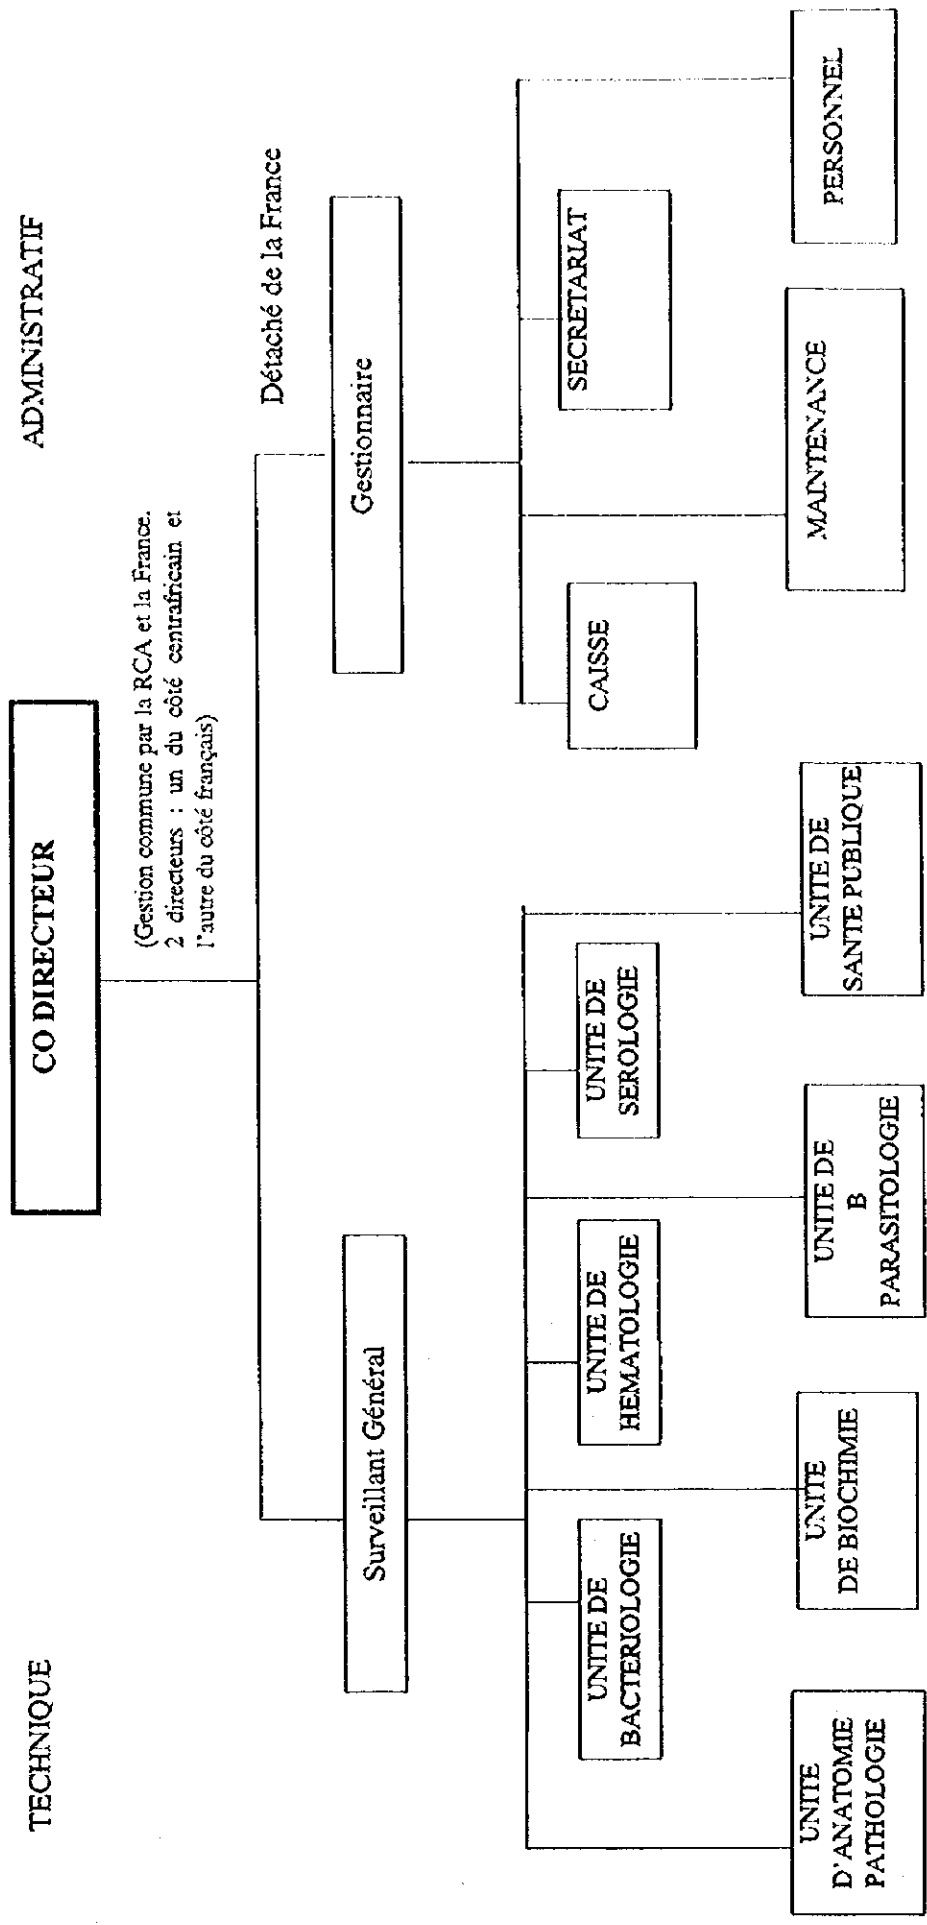 TECHNIQUE
ADMINISTRATIF
CO DIRECTEUR
(Gestion commune par la RCA et la France.
2 directeurs : un du côté centrafricain et
l'autre du côté français)
Détaché de la France
Surveillant Général
Gestionnaire
UNITE DE
BACTERIOLOGIE
UNITE DE
HEMATOLOGIE
UNITE DE
SEROLOGIE
CAISSE
SECRETARIAT
UNITE
D'ANATOMIE
PATHOLOGIE
UNITE
DE BIOCHIMIE
UNITE DE
B
PARASITOLOGIE
UNITE DE
SANTE PUBLIQUE
MAINTENANCE
PERSONNEL